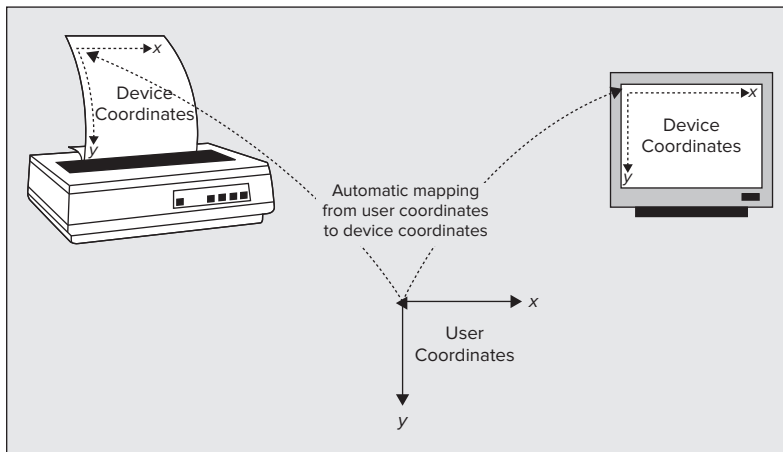 x
Device
Coordinates
y
x
Device
Coordinates
y
Automatic mapping
from user coordinates
to device coordinates
x
User
Coordinates
y